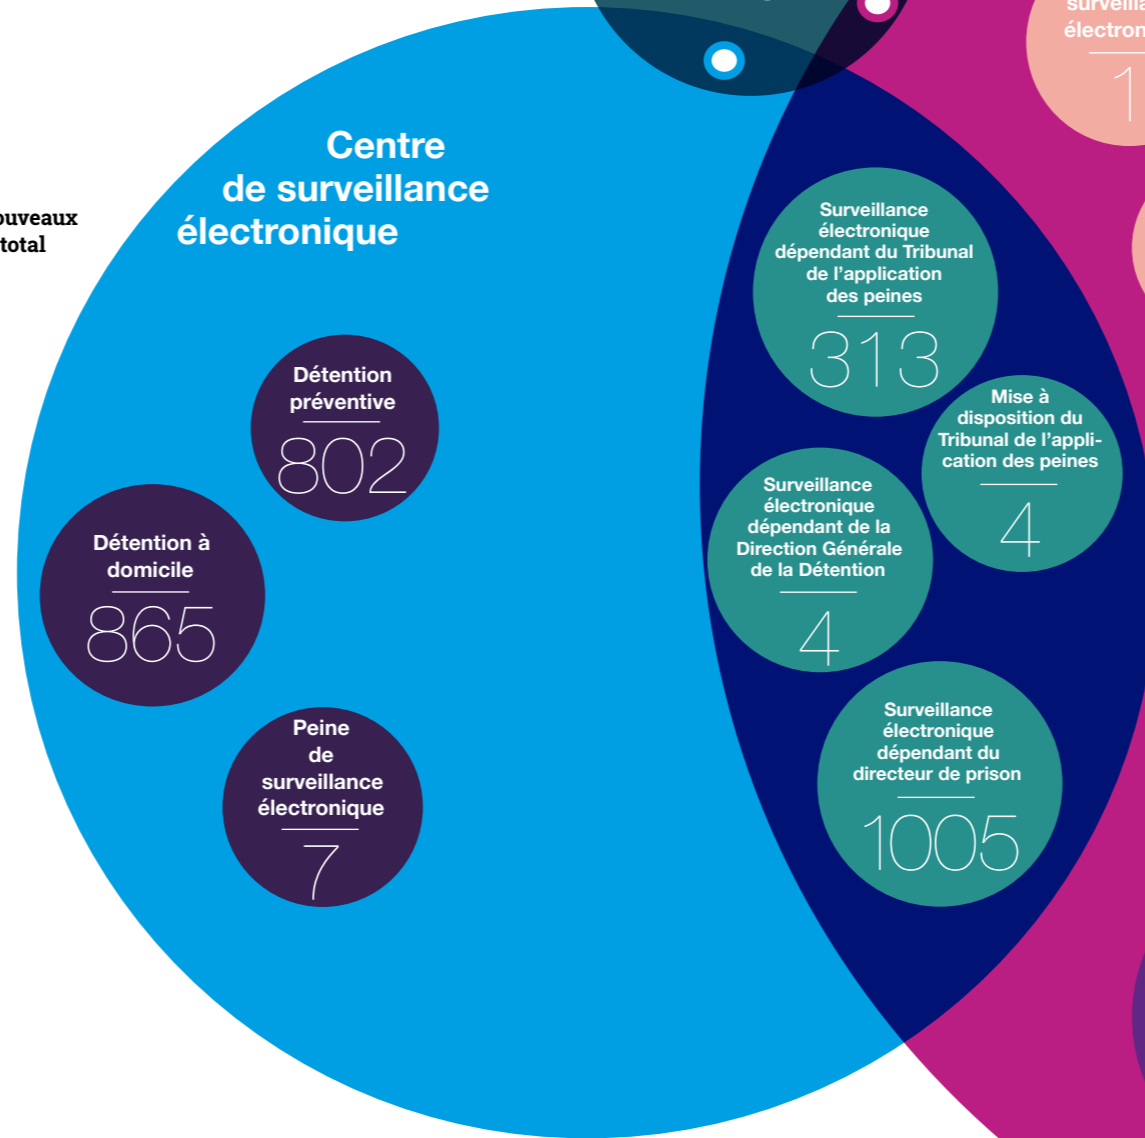 Centre
de surveillance
électronique
total
Détention
préventive
802
Détention à
domicile
865
Peine
de
surveillance
électronique
7
Surveillance
électronique
dépendant du Tribunal
de l’application
des peines
313
Mise à
disposition du
Tribunal de l’appli-
cation des peines
4
Surveillance
électronique
dépendant de la
Direction Générale
de la Détention
4
Surveillance
électronique
dépendant du
directeur de prison
1005